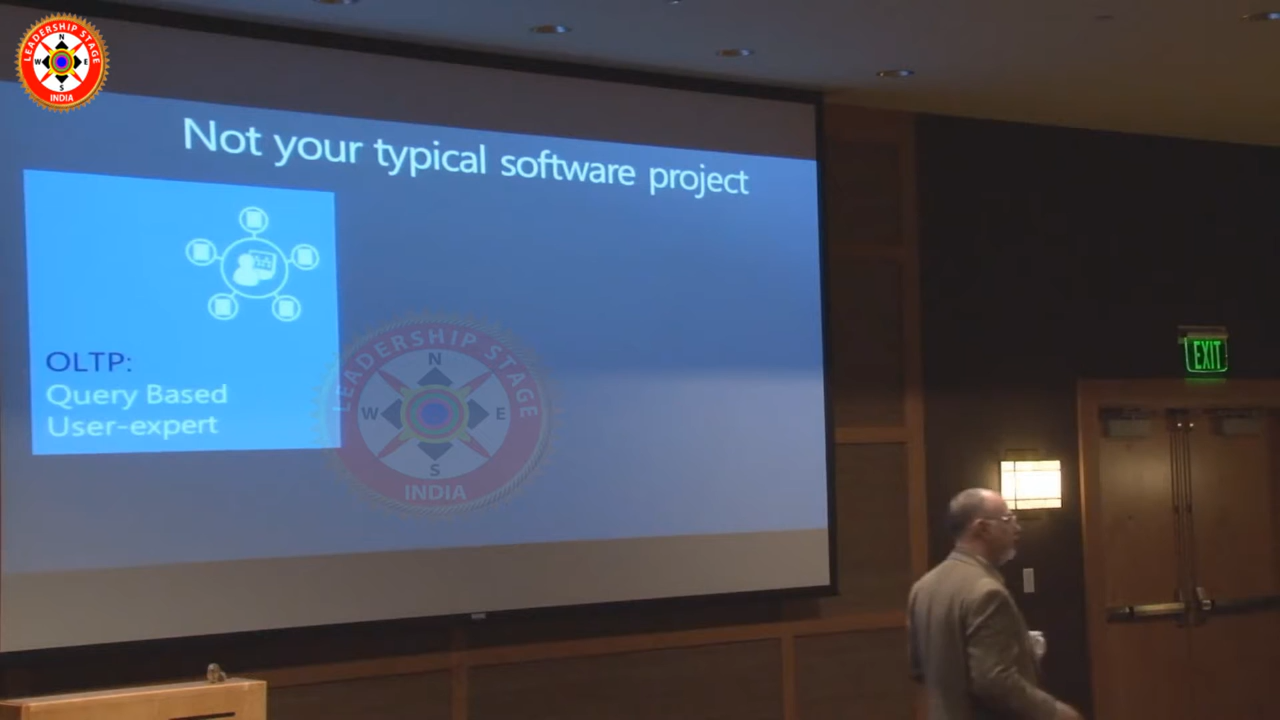 LEADERSHIP STAGE
N
W E
S
INDIA
Not your typical software project
OLTP:
Query Based
User-expert
LEADERSHIP STAGE
N
W E
S
INDIA
EXIT